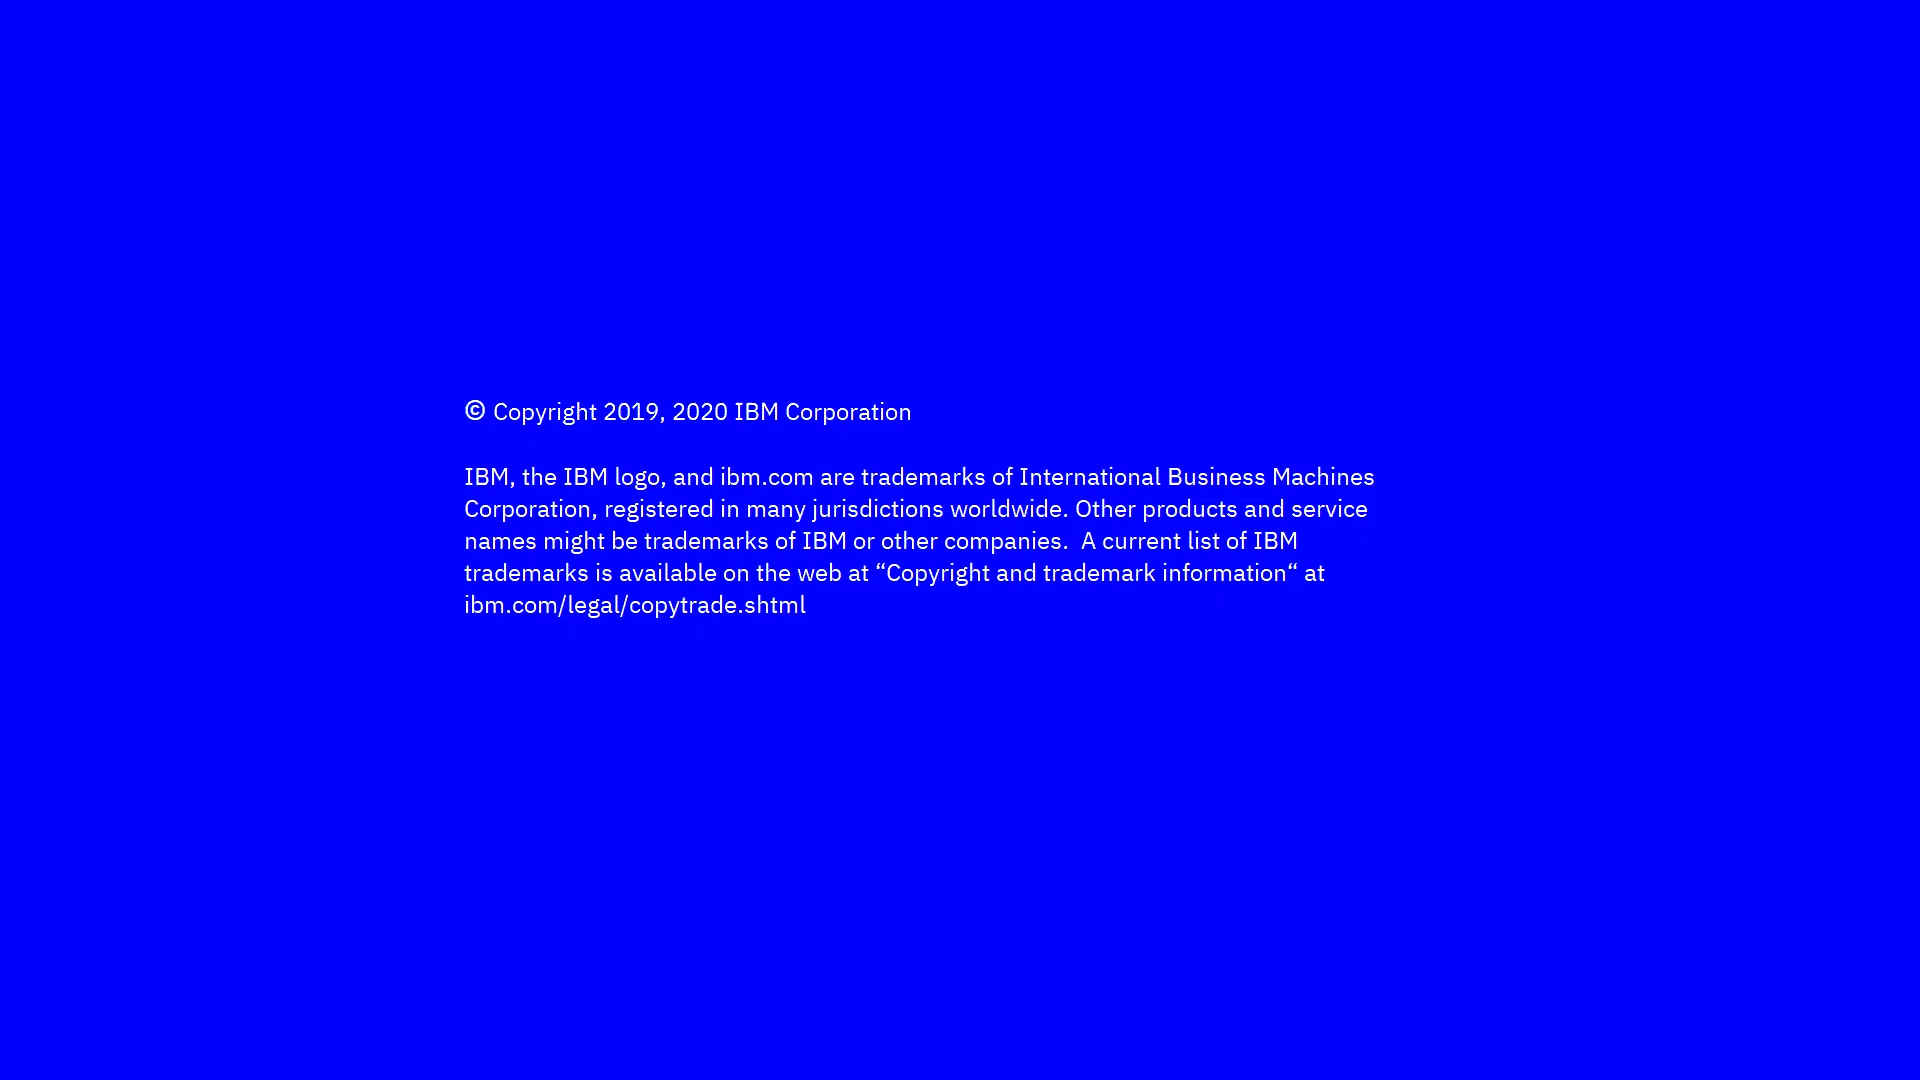 © Copyright 2019, 2020 IBM Corporation
IBM, the IBM logo, and ibm.com are trademarks of International Business Machines
Corporation, registered in many jurisdictions worldwide. Other products and service
names might be trademarks of IBM or other companies.  A current list of IBM
trademarks is available on the web at “Copyright and trademark information“ at
ibm.com/legal/copytrade.shtml